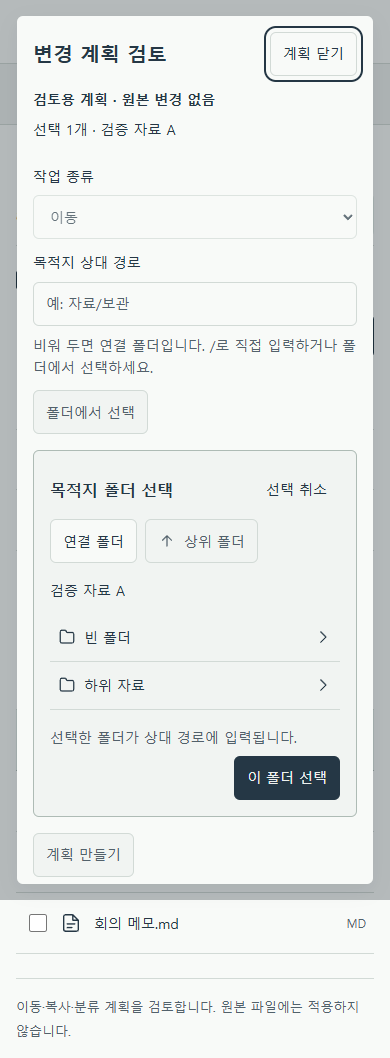 변경 계획 검토
계획 닫기
검토용 계획 · 원본 변경 없음
선택 1개 · 검증 자료 A
작업 종류
이동
목적지 상대 경로
예: 자료/보관
비워 두면 연결 폴더입니다. /로 직접 입력하거나 폴
더에서 선택하세요.
폴더에서 선택
목적지 폴더 선택
선택 취소
연결 폴더
상위 폴더
검증 자료 A
빈 폴더
하위 자료
선택한 폴더가 상대 경로에 입력됩니다.
이 폴더 선택
계획 만들기
회의 메모.md
MD
이동·복사·분류 계획을 검토합니다. 원본 파일에는 적용하지
않습니다.